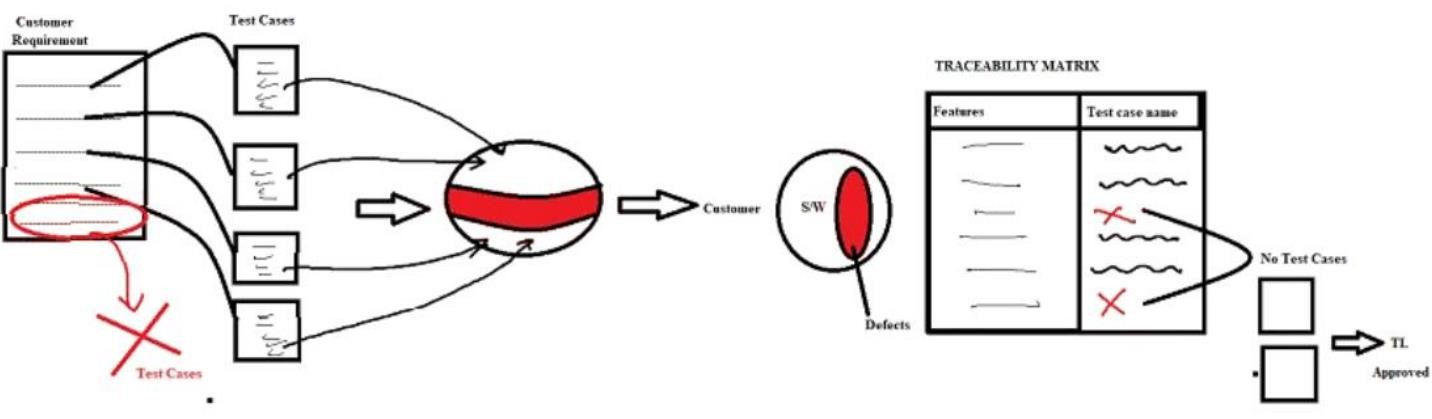 Customer
Requirement
Test Cases
Test Cases
Customer
S/W
Defects
TRACEABILITY MATRIX
Features
Test case name
No Test Cases
TL
Approved